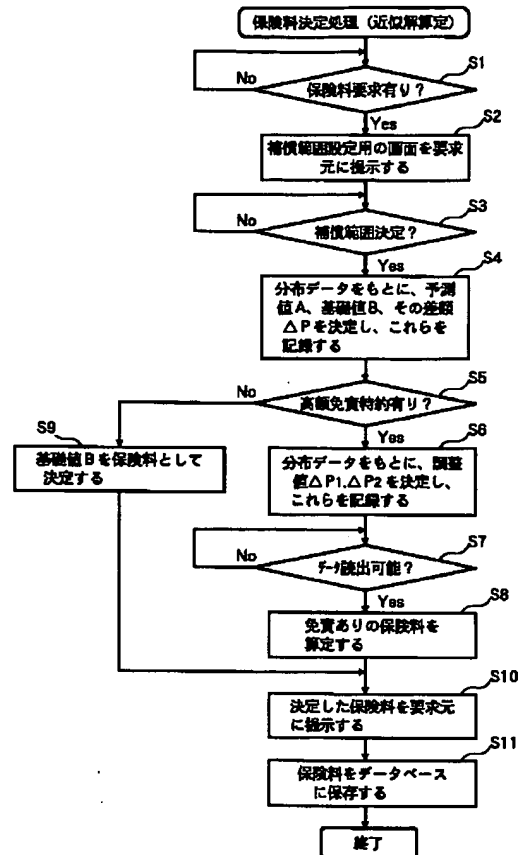 保険料決定処理（近似解算定）
S1
保険料要求有り？
No
Yes
S2
補償範囲設定用の画面を要求
元に提示する
S3
補償範囲決定？
No
Yes
S4
分布データをもとに、予測
値A、基礎値B、その差額
△Pを決定し、これらを
記録する
S5
高額免責特約有り？
No
Yes
S9
基礎値Bを保険料として
決定する
S6
分布データをもとに、調整
値△P1,△P2を決定し、
これらを記録する
S7
データ読出可能？
No
Yes
S8
免責ありの保険料を
算定する
S10
決定した保険料を要求元
に提示する
S11
保険料をデータベース
に保存する
終了